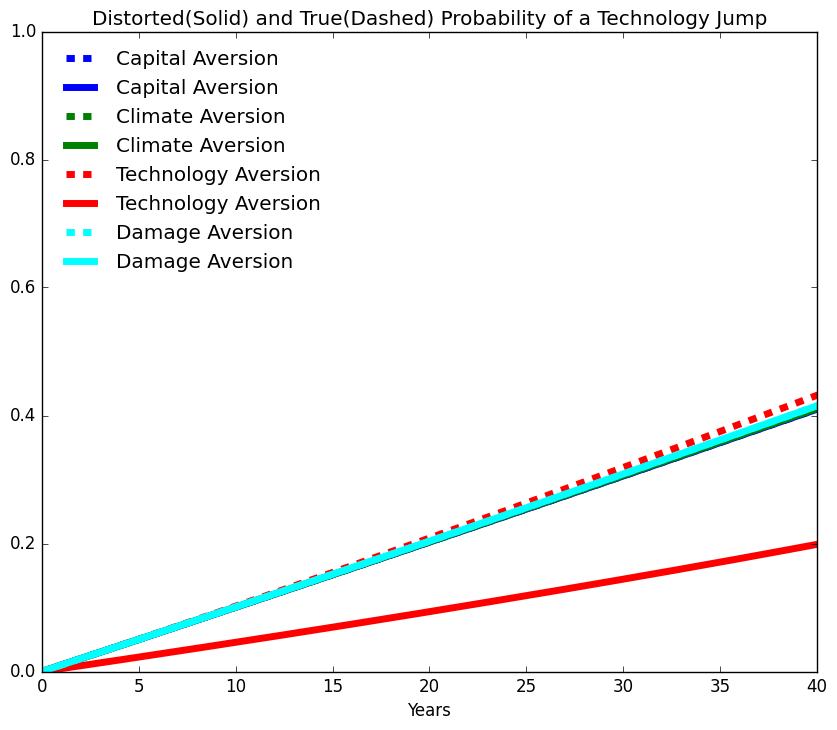 Distorted(Solid) and True(Dashed) Probability of a Technology Jump
1.0
Capital Aversion
Capital Aversion
Climate Aversion
Climate Aversion
Technology Aversion
Technology Aversion
Damage Aversion
Damage Aversion
0.8
0.6
0.4
0.2
0.0
0 5 10 15 20 25 30 35 40
Years